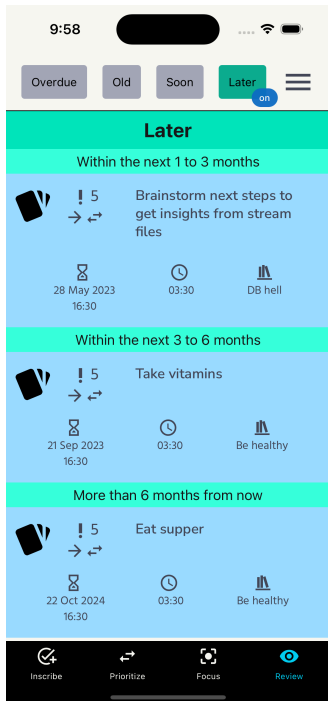 9:58
Overdue
Old
Soon
Later
on
Later
Within the next 1 to 3 months
5
Brainstorm next steps to
get insights from stream
files
28 May 2023
16:30
03:30
DB hell
Within the next 3 to 6 months
5
Take vitamins
21 Sep 2023
16:30
03:30
Be healthy
More than 6 months from now
5
Eat supper
22 Oct 2024
16:30
03:30
Be healthy
Inscribe
Prioritize
Focus
Review